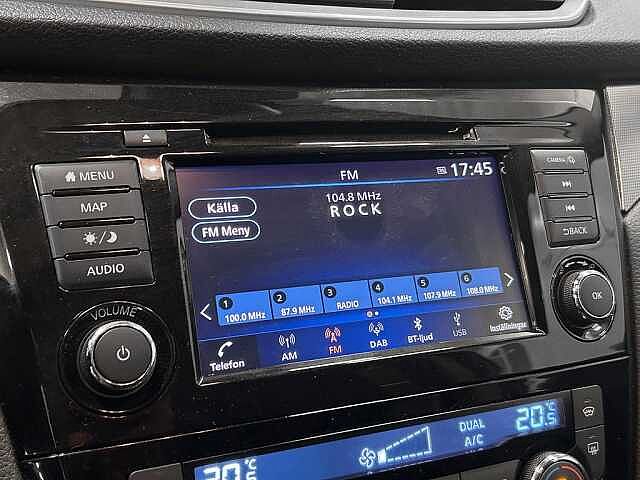 FM
17:45
104.8 MHz
ROCK
Källa
FM Meny
1 2 3 4 5 6
100.0 MHz 87.9 MHz RADIO 104.1 MHz 107.9 MHz 108.0 MHz
Telefon AM FM DAB BT-ljud USB Inställningar
MENU
MAP
AUDIO
VOLUME
CAMERA
BACK
OK
20.5°C
DUAL
A/C
20.5°C